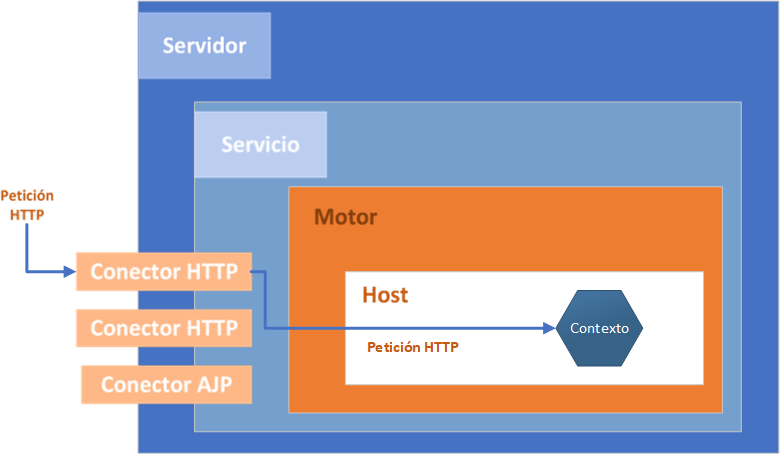 Servidor
Servicio
Petición
HTTP
Motor
Conector HTTP
Host
Conector HTTP
Contexto
Petición HTTP
Conector AJP